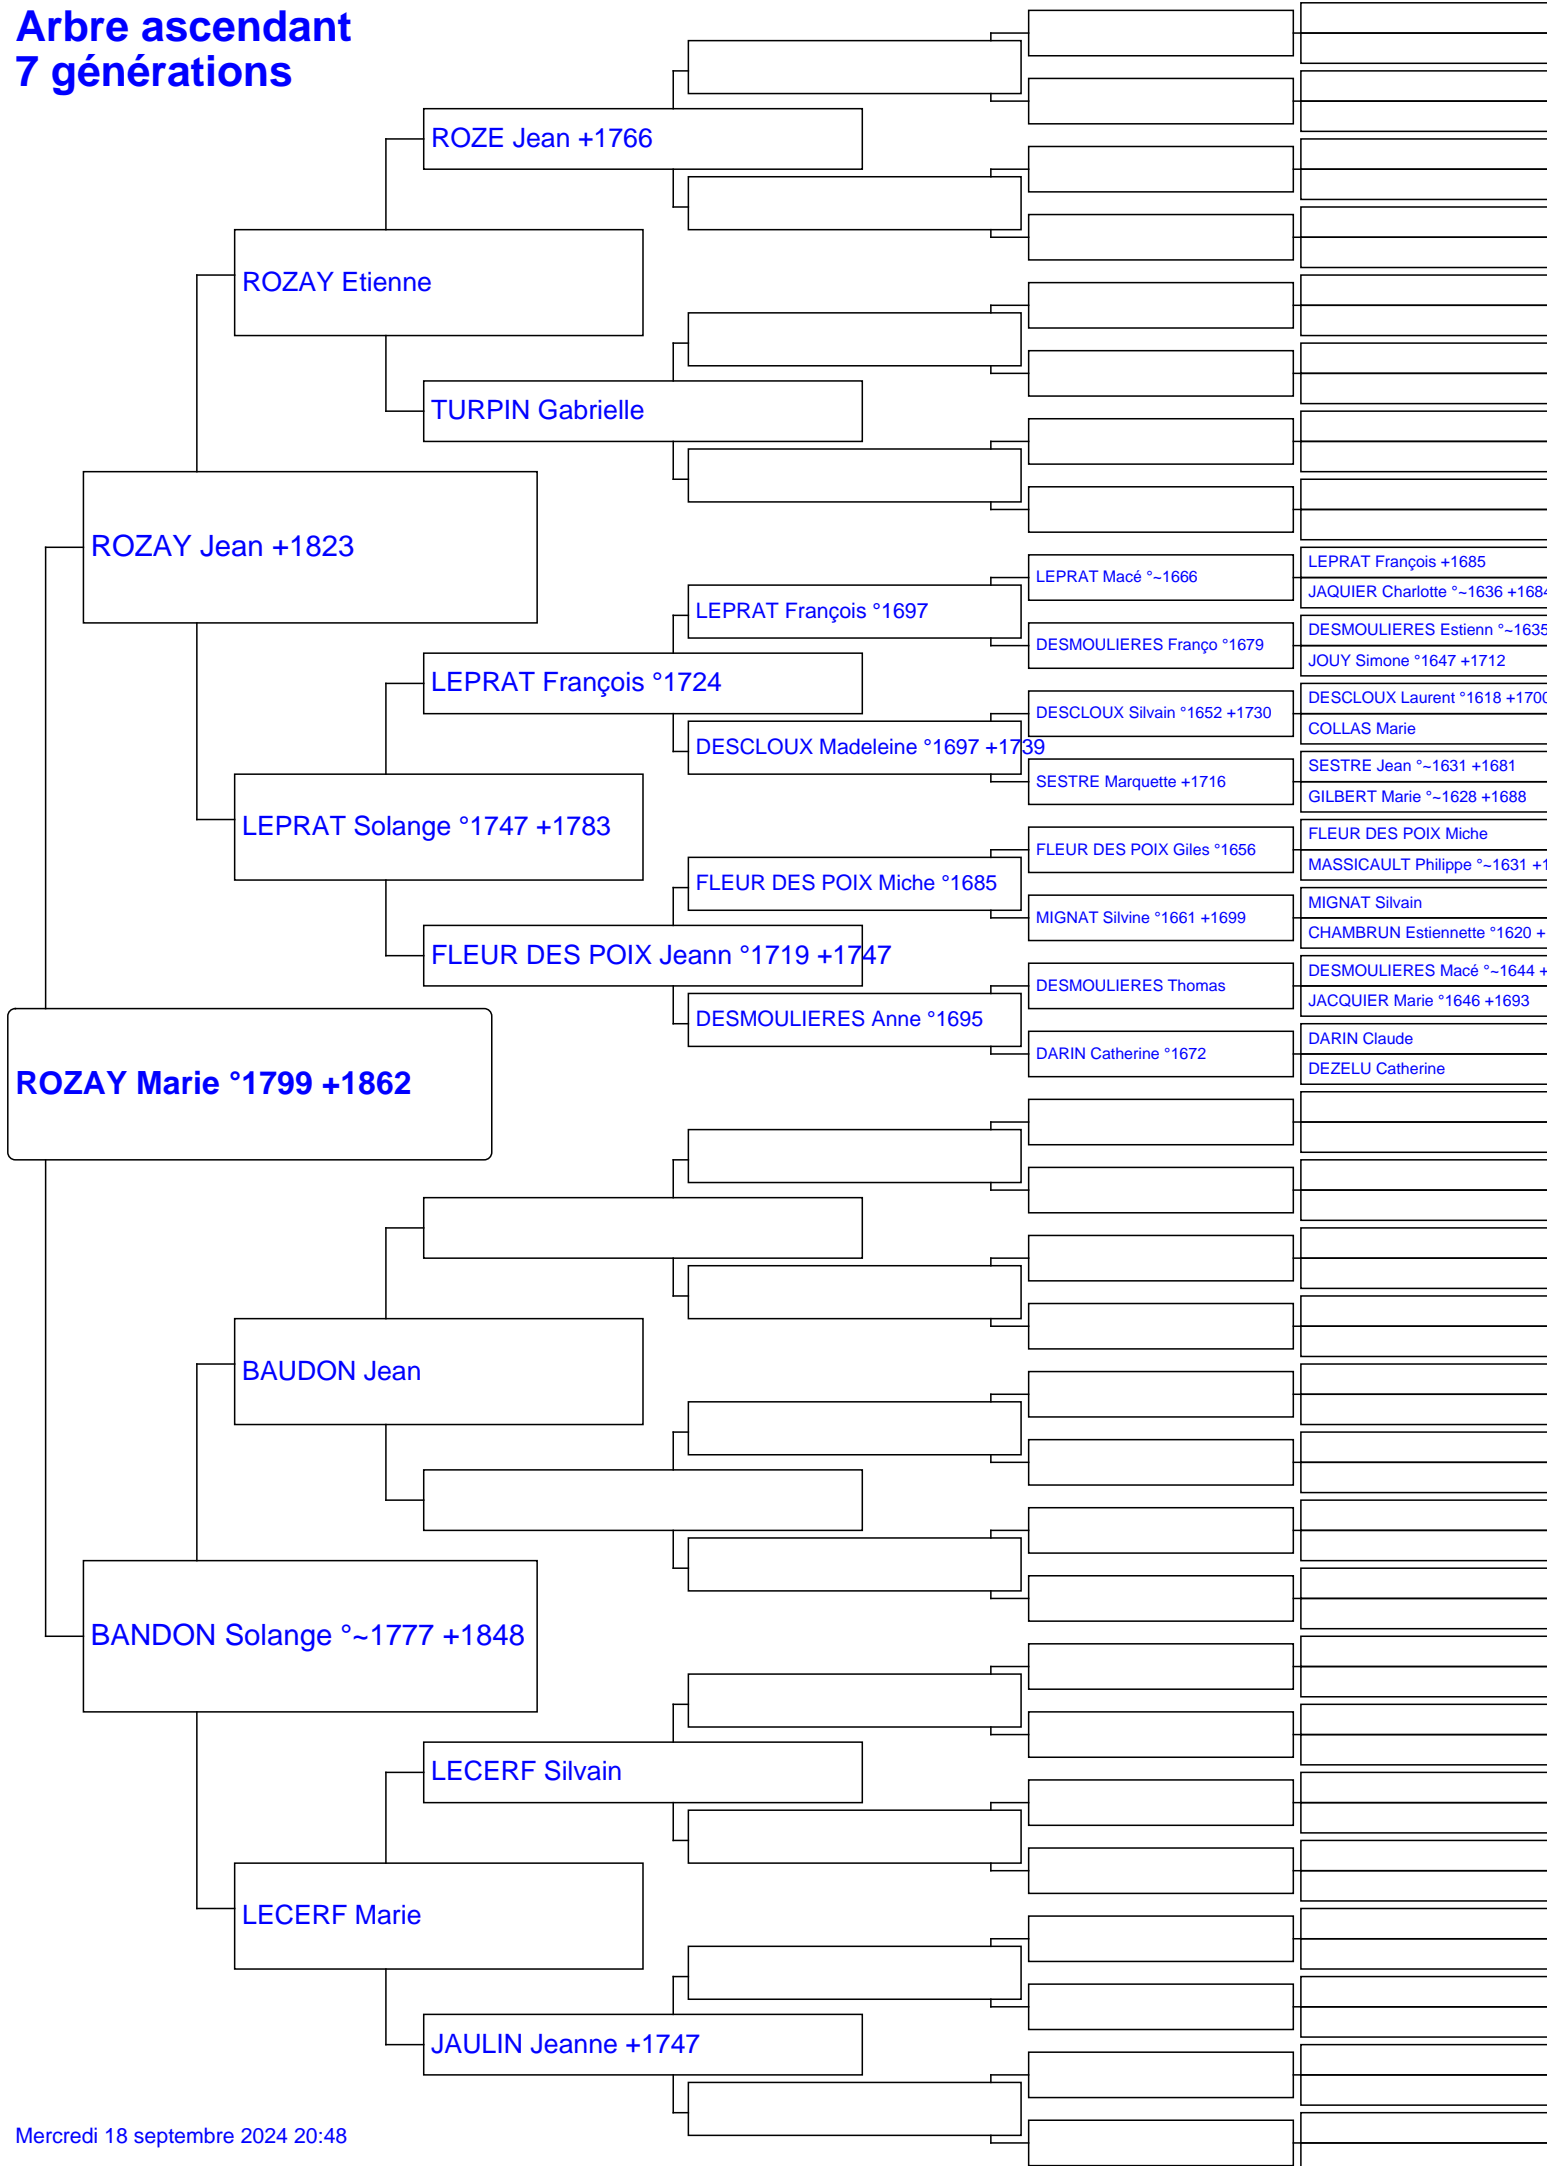 Arbre ascendant
7 générations
ROZE Jean +1766
ROZAY Etienne
TURPIN Gabrielle
ROZAY Jean +1823
LEPRAT François +1685
LEPRAT Macé °~1666
JAQUIER Charlotte °~1636 +1684
LEPRAT François °1697
DESMOULIERES Estienn °~1635
DESMOULIERES Franço °1679
JOUY Simone °1647 +1712
LEPRAT François °1724
DESCLOUX Laurent °1618 +1700
DESCLOUX Silvain °1652 +1730
COLLAS Marie
DESCLOUX Madeleine °1697 +1739
SESTRE Jean °~1631 +1681
SESTRE Marquette +1716
GILBERT Marie °~1628 +1688
LEPRAT Solange °1747 +1783
FLEUR DES POIX Miche
FLEUR DES POIX Giles °1656
MASSICAULT Philippe °~1631 +1
FLEUR DES POIX Miche °1685
MIGNAT Silvain
MIGNAT Silvine °1661 +1699
CHAMBRUN Estiennette °1620 +
FLEUR DES POIX Jeann °1719 +1747
DESMOULIERES Macé °~1644 +
DESMOULIERES Thomas
JACQUIER Marie °1646 +1693
DESMOULIERES Anne °1695
DARIN Claude
DARIN Catherine °1672
DEZELU Catherine
ROZAY Marie °1799 +1862
BAUDON Jean
BANDON Solange °~1777 +1848
LECERF Silvain
LECERF Marie
JAULIN Jeanne +1747
Mercredi 18 septembre 2024 20:48